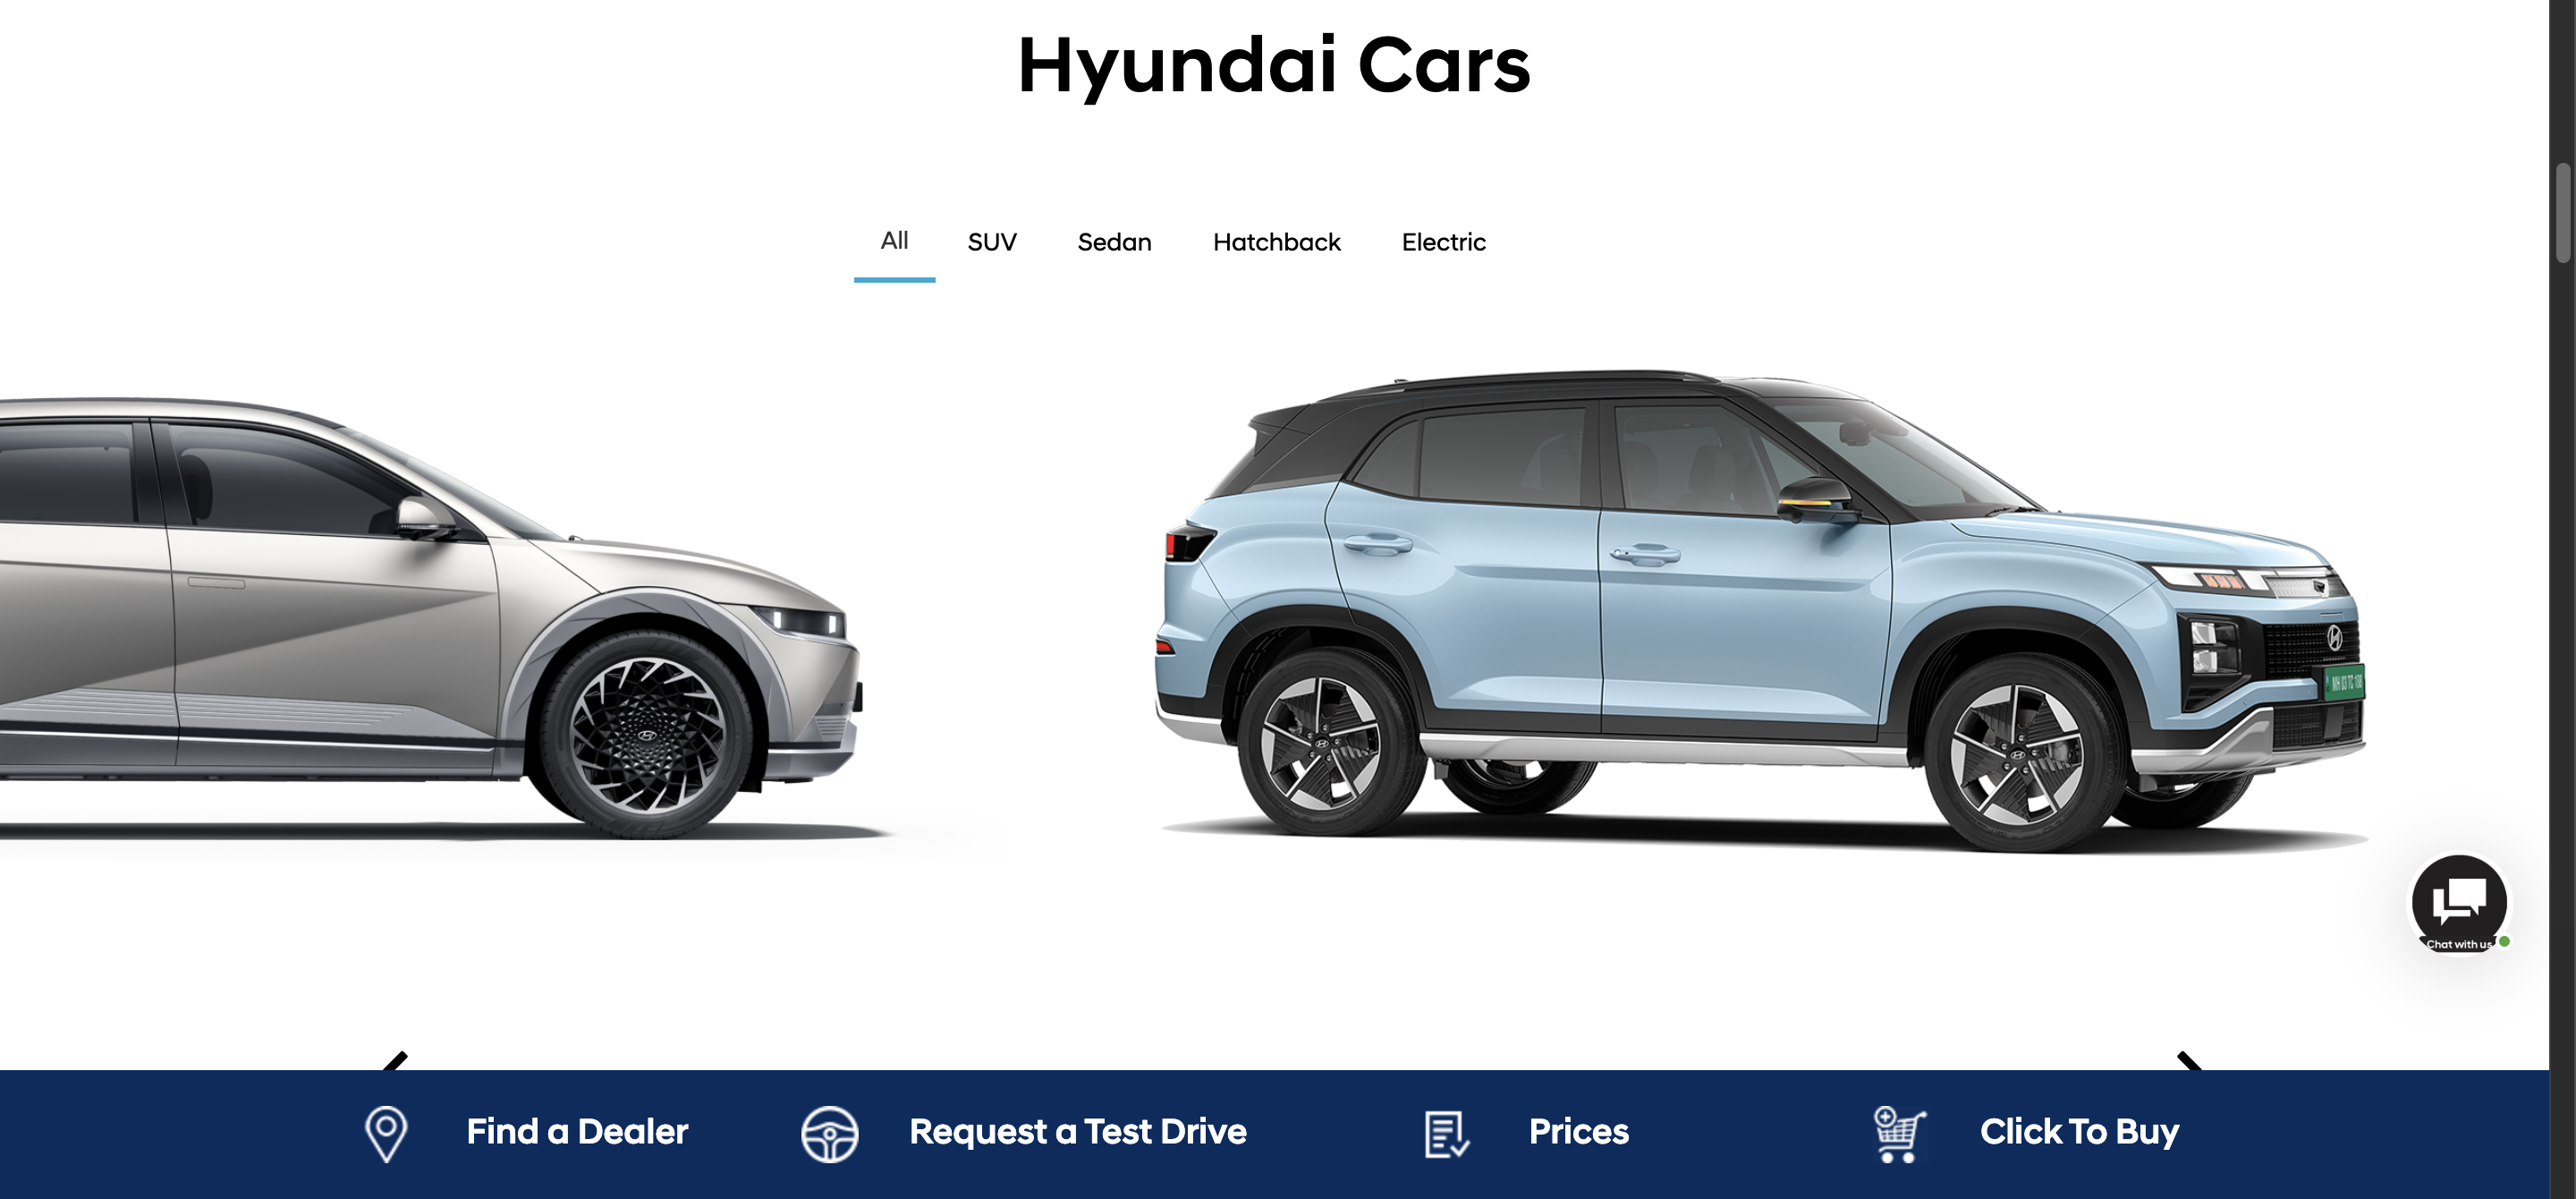 Hyundai Cars
All SUV Sedan Hatchback Electric
Chat with us
Find a Dealer Request a Test Drive Prices Click To Buy